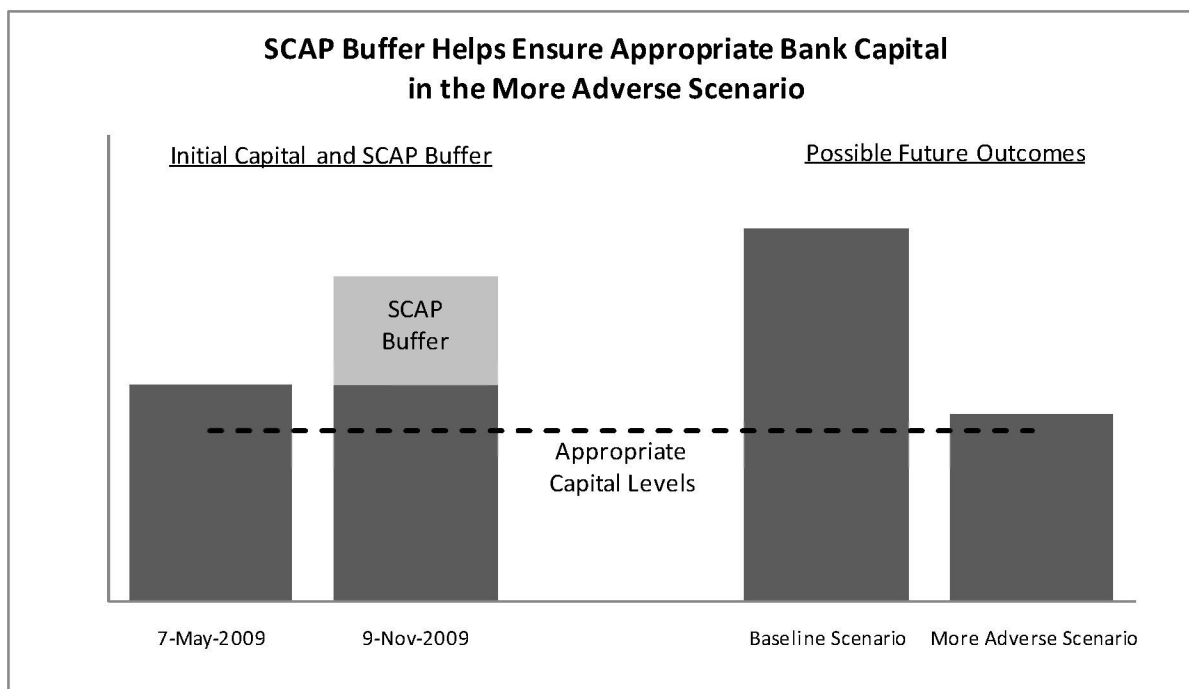 SCAP Buffer Helps Ensure Appropriate Bank Capital
in the More Adverse Scenario
Initial Capital and SCAP Buffer
Possible Future Outcomes
SCAP
Buffer
Appropriate
Capital Levels
7-May-2009
9-Nov-2009
Baseline Scenario
More Adverse Scenario